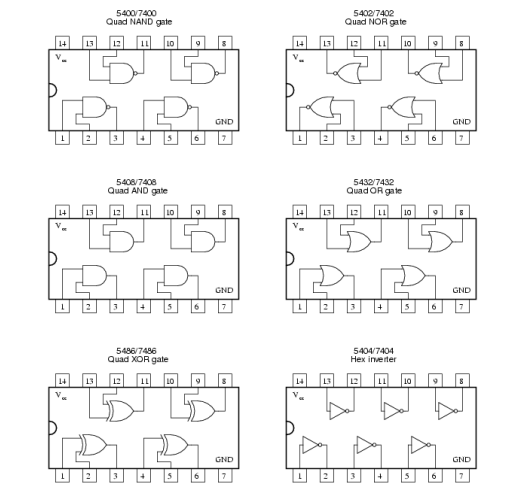 5400/7400
Quad NAND gate
14 13 12 11 10 9 8
Vcc
GND
1 2 3 4 5 6 7
5402/7402
Quad NOR gate
14 13 12 11 10 9 8
Vcc
GND
1 2 3 4 5 6 7
5408/7408
Quad AND gate
14 13 12 11 10 9 8
Vcc
GND
1 2 3 4 5 6 7
5432/7432
Quad OR gate
14 13 12 11 10 9 8
Vcc
GND
1 2 3 4 5 6 7
5486/7486
Quad XOR gate
14 13 12 11 10 9 8
Vcc
GND
1 2 3 4 5 6 7
5404/7404
Hex inverter
14 13 12 11 10 9 8
Vcc
GND
1 2 3 4 5 6 7